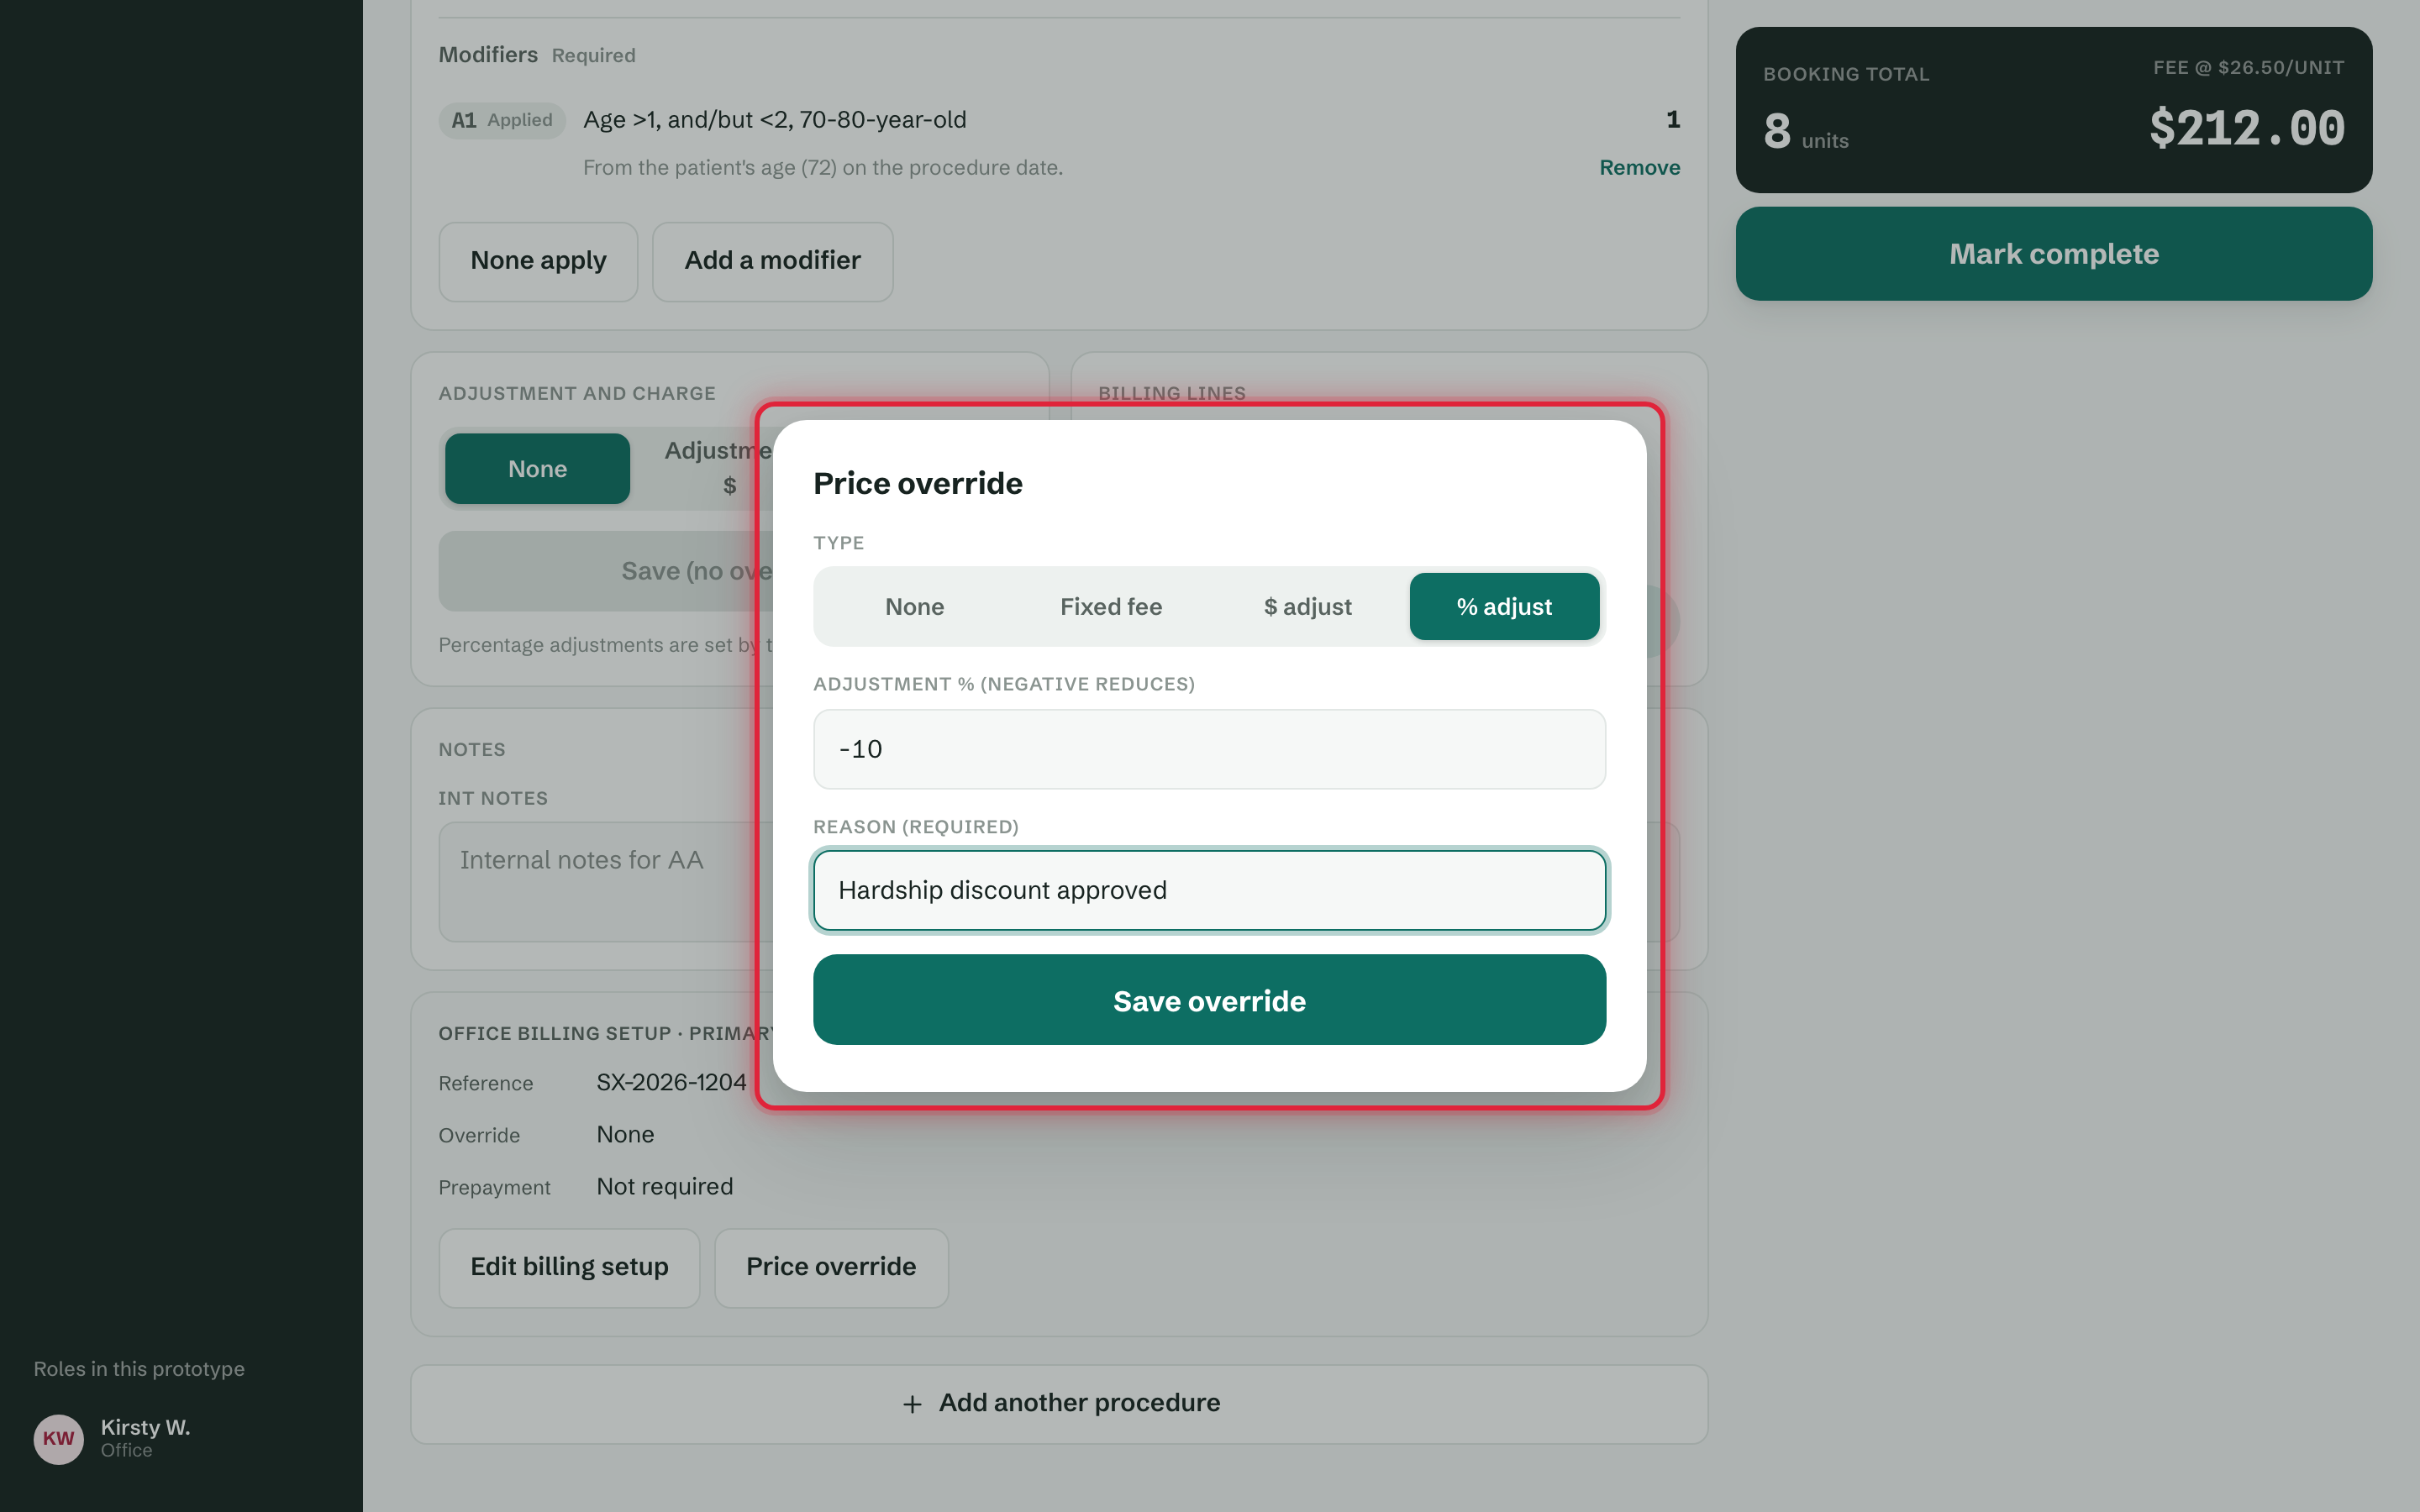 Modifiers Required
A1 Applied Age >1, and/but <2, 70-80-year-old 1
From the patient's age (72) on the procedure date. Remove
None apply Add a modifier
BOOKING TOTAL FEE @ $26.50/UNIT
8 units $212.00
Mark complete
ADJUSTMENT AND CHARGE
None Adjustme
$
Save (no ove
Percentage adjustments are set by t
BILLING LINES
Price override
TYPE
None Fixed fee $ adjust % adjust
ADJUSTMENT % (NEGATIVE REDUCES)
-10
REASON (REQUIRED)
Hardship discount approved
Save override
NOTES
INT NOTES
Internal notes for AA
OFFICE BILLING SETUP · PRIMARY
Reference SX-2026-1204
Override None
Prepayment Not required
Edit billing setup Price override
+ Add another procedure
Roles in this prototype
KW Kirsty W.
Office